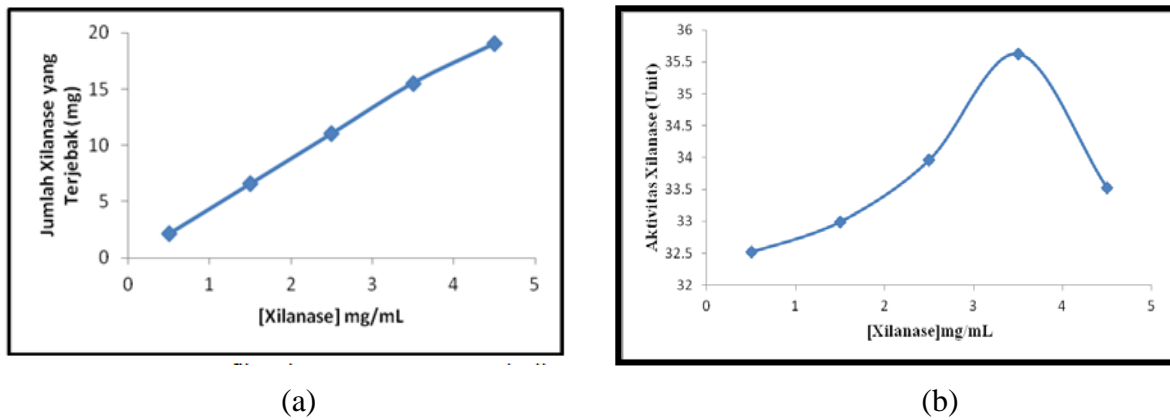 Jumlah Xilanase yang
Terjebak (mg)
20
15
10
5
0
0 1 2 3 4 5
[Xilanase] mg/mL
(a)
Aktivitas Xilanase (Unit)
36
35.5
35
34.5
34
33.5
33
32.5
32
0 1 2 3 4 5
[Xilanase]mg/mL
(b)